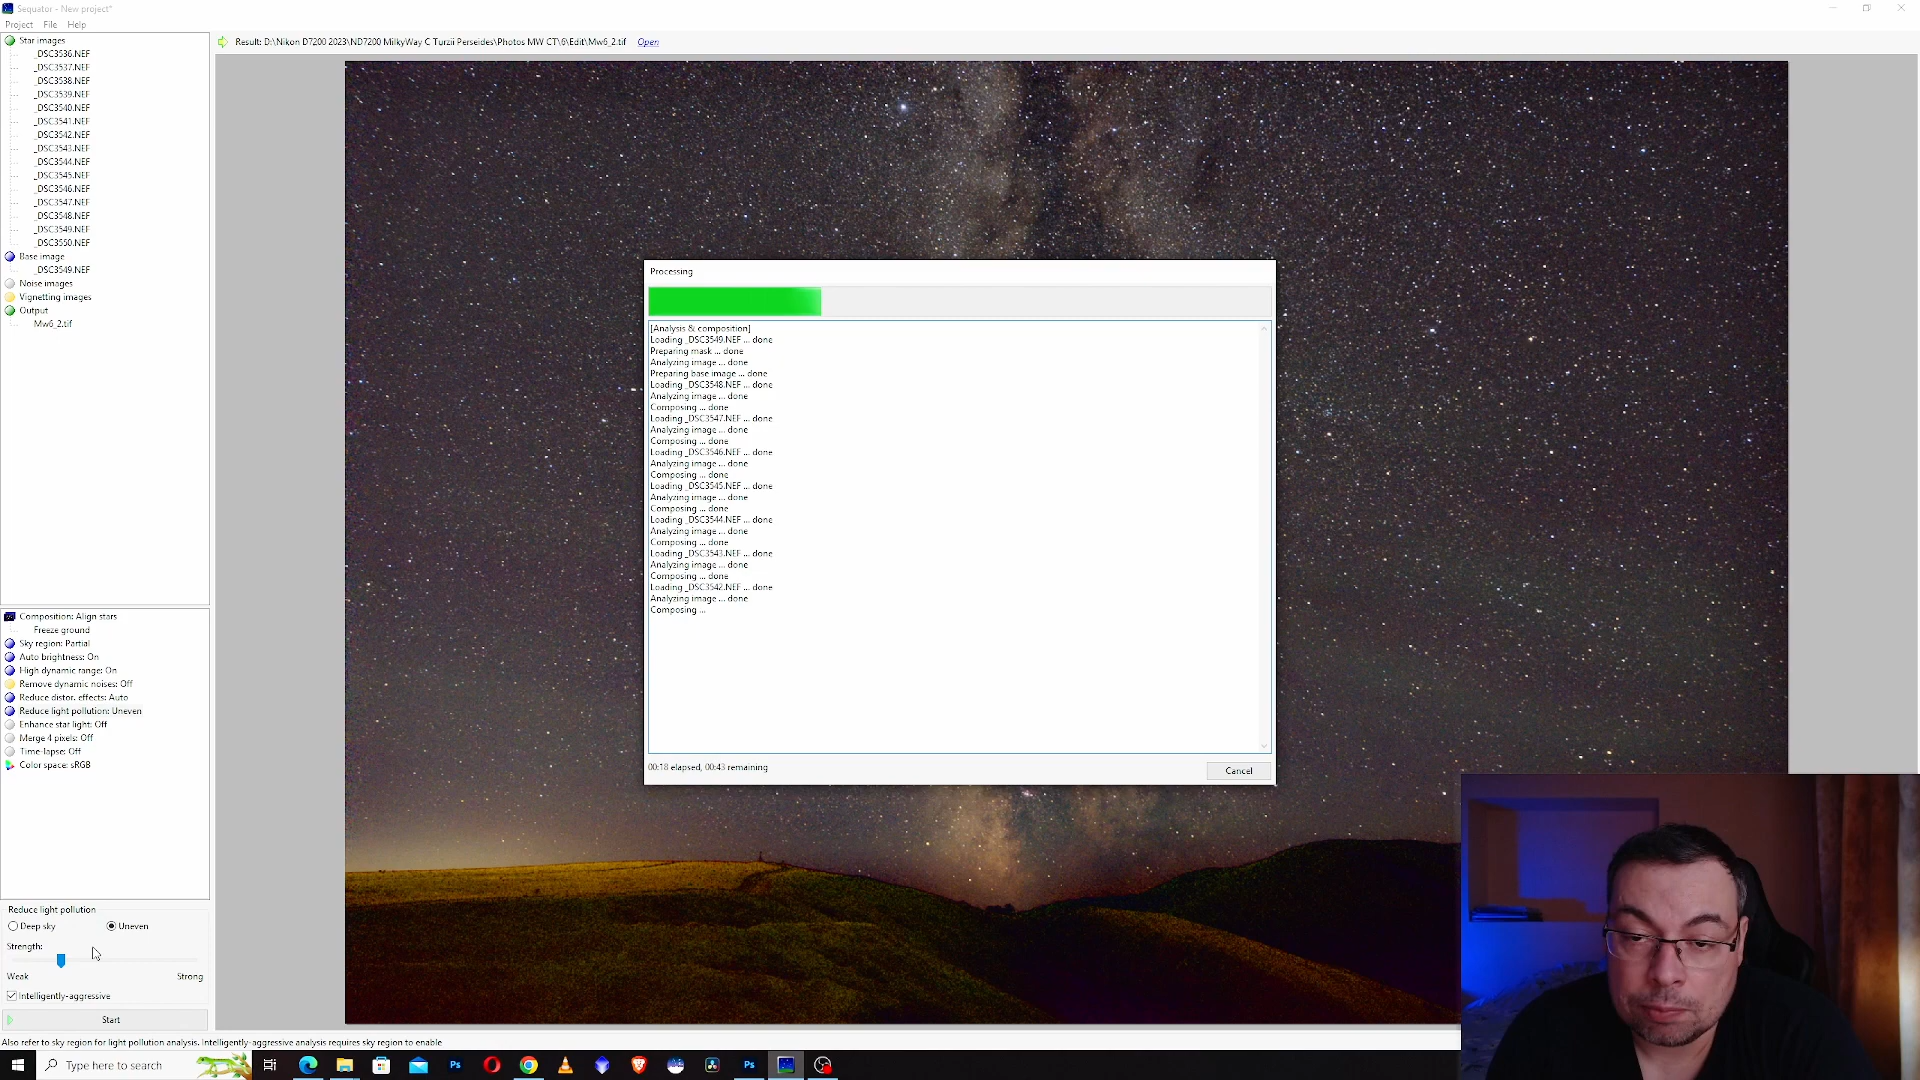 Sequator - New project*
Project File Help
Star images
_DSC3536.NEF
_DSC3537.NEF
_DSC3538.NEF
_DSC3539.NEF
_DSC3540.NEF
_DSC3541.NEF
_DSC3542.NEF
_DSC3543.NEF
_DSC3544.NEF
_DSC3545.NEF
_DSC3546.NEF
_DSC3547.NEF
_DSC3548.NEF
_DSC3549.NEF
_DSC3550.NEF
Base image
_DSC3549.NEF
Noise images
Vignetting images
Output
Mw6_2.tif
Composition: Align stars
Freeze ground
Sky region: Partial
Auto brightness: On
High dynamic range: On
Remove dynamic noises: Off
Reduce distor. effects: Auto
Reduce light pollution: Uneven
Enhance star light: Off
Merge 4 pixels: Off
Time-lapse: Off
Color space: sRGB
Reduce light pollution
Deep sky Uneven
Strength:
Weak Strong
Intelligently-aggressive
Start
Also refer to sky region for light pollution analysis. Intelligently-aggressive analysis requires sky region to enable
Result: D:\Nikon D7200 2023\ND7200 MilkyWay C Turzii Perseides\Photos MW CT\6\Edit\Mw6_2.tif Open
Processing
[Analysis & composition]
Loading _DSC3549.NEF ... done
Preparing mask ... done
Analyzing image ... done
Preparing base image ... done
Loading _DSC3548.NEF ... done
Analyzing image ... done
Composing ... done
Loading _DSC3547.NEF ... done
Analyzing image ... done
Composing ... done
Loading _DSC3546.NEF ... done
Analyzing image ... done
Composing ... done
Loading _DSC3545.NEF ... done
Analyzing image ... done
Composing ... done
Loading _DSC3544.NEF ... done
Analyzing image ... done
Composing ... done
Loading _DSC3543.NEF ... done
Analyzing image ... done
Composing ... done
Loading _DSC3542.NEF ... done
Analyzing image ... done
Composing ...
00:18 elapsed, 00:43 remaining
Cancel
Type here to search
Ps
Ps